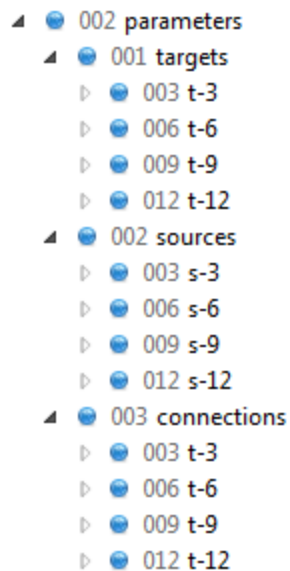 002 parameters
001 targets
003 t-3
006 t-6
009 t-9
012 t-12
002 sources
003 s-3
006 s-6
009 s-9
012 s-12
003 connections
003 t-3
006 t-6
009 t-9
012 t-12